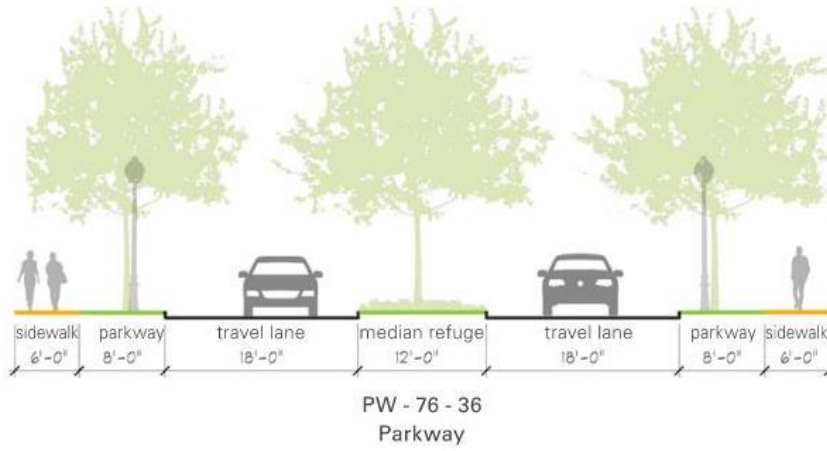 sidewalk parkway travel lane median refuge travel lane parkway sidewalk
6'-0" 8'-0" 18'-0" 12'-0" 18'-0" 8'-0" 6'-0"
PW - 76 - 36
Parkway